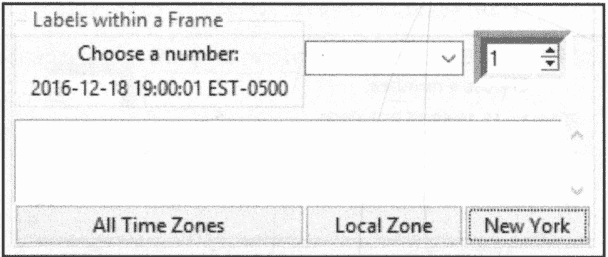 Labels within a Frame
Choose a number:
1
2016-12-18 19:00:01 EST-0500
All Time Zones
Local Zone
New York